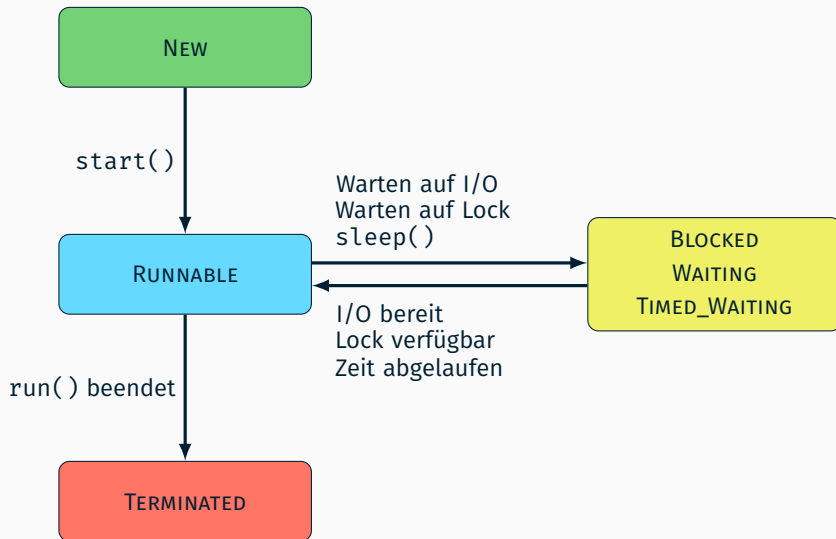 NEW
start()
Warten auf I/O
Warten auf Lock
sleep()
RUNNABLE
BLOCKED
WAITING
TIMED_WAITING
I/O bereit
Lock verfügbar
Zeit abgelaufen
run() beendet
TERMINATED